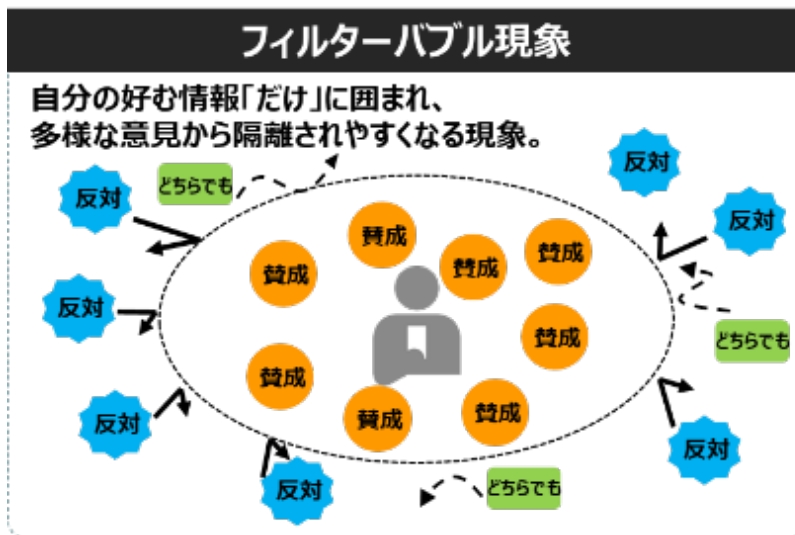 フィルターバブル現象
自分の好む情報「だけ」に囲まれ、
多様な意見から隔離されやすくなる現象。
反対
どちらでも
反対
反対
賛成
賛成
賛成
賛成
反対
賛成
どちらでも
賛成
反対
賛成
賛成
反対
反対
どちらでも